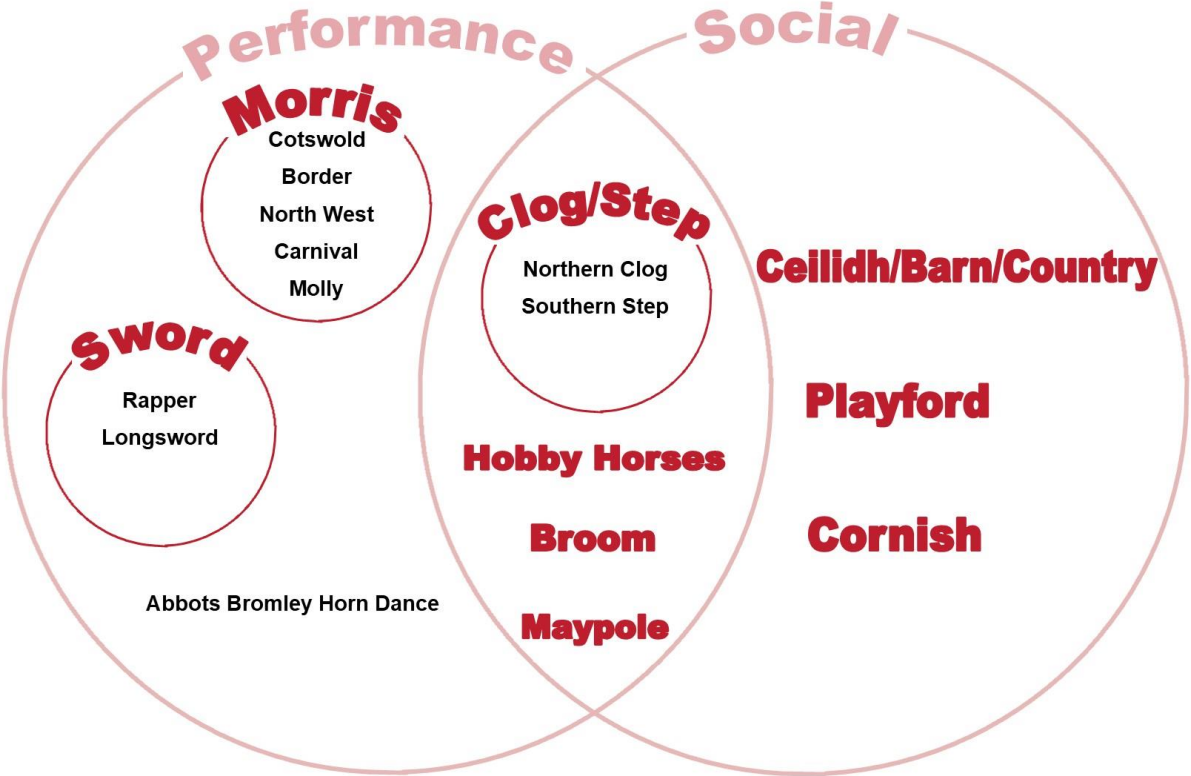 Performance
Social
Morris
Cotswold
Border
North West
Carnival
Molly
Sword
Rapper
Longsword
Abbots Bromley Horn Dance
Clog/Step
Northern Clog
Southern Step
Hobby Horses
Broom
Maypole
Ceilidh/Barn/Country
Playford
Cornish